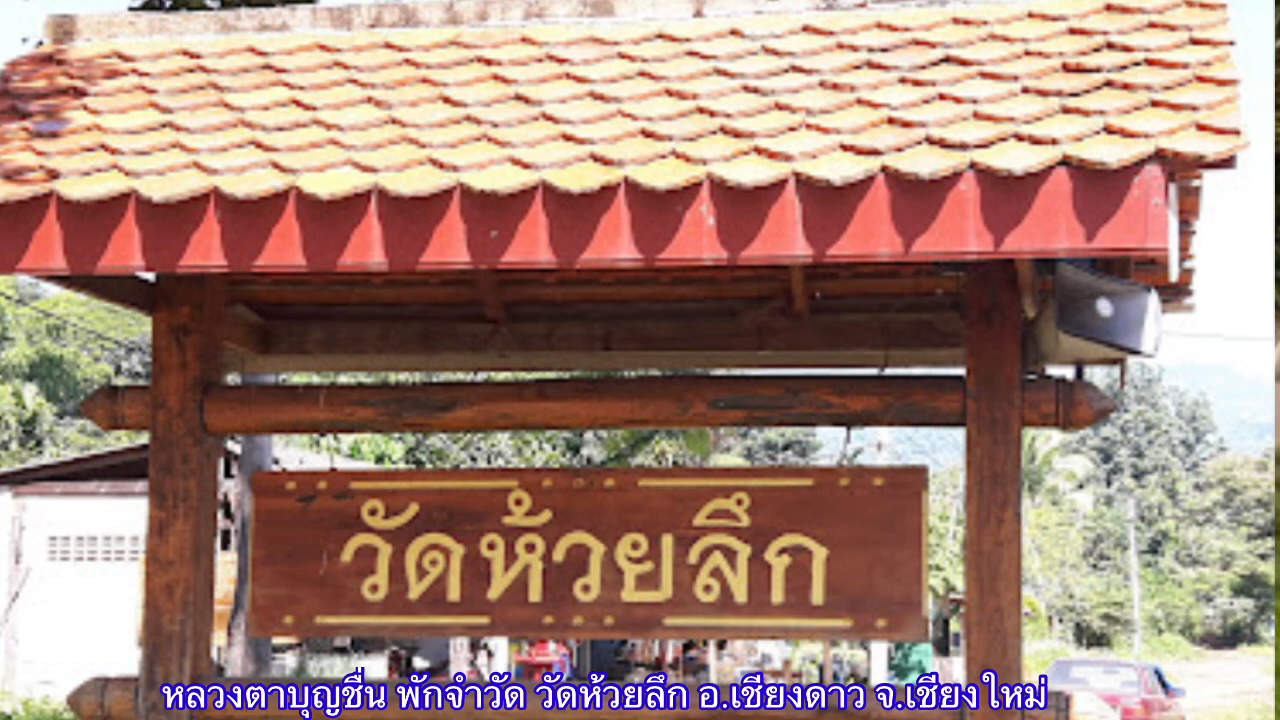 วัดห้วยลึก
หลวงตาบุญชื่น พักจำวัด วัดห้วยลึก อ.เชียงดาว จ.เชียงใหม่